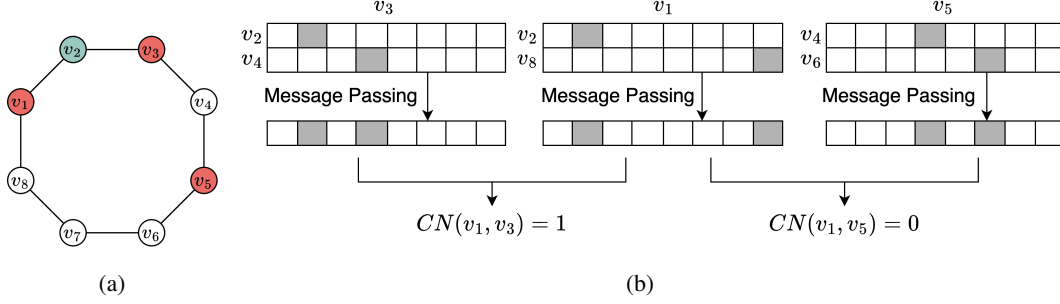 v₃ v₁ v₅
v₂ v₃
v₂ v₂ v₄
v₄ v₈ v₆
v₁ v₄
Message Passing Message Passing Message Passing
v₈ v₅
v₇ v₆
CN(v₁, v₃) = 1 CN(v₁, v₅) = 0
(a) (b)